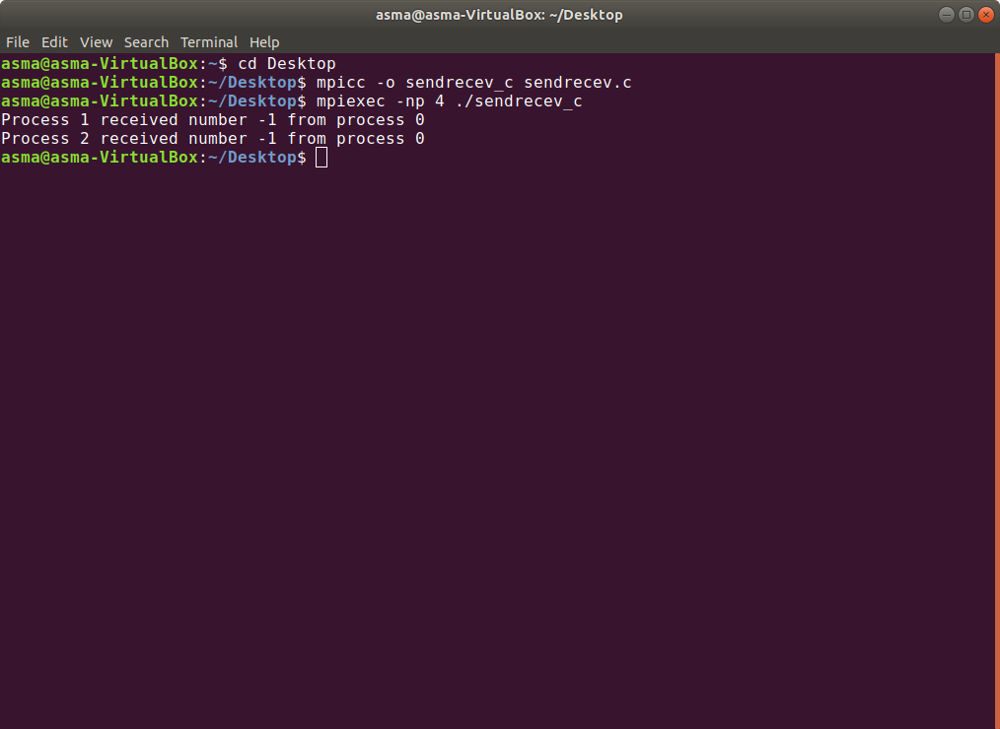 asma@asma-VirtualBox: ~/Desktop
File Edit View Search Terminal Help
asma@asma-VirtualBox:~$ cd Desktop
asma@asma-VirtualBox:~/Desktop$ mpicc -o sendrecev_c sendrecev.c
asma@asma-VirtualBox:~/Desktop$ mpiexec -np 4 ./sendrecev_c
Process 1 received number -1 from process 0
Process 2 received number -1 from process 0
asma@asma-VirtualBox:~/Desktop$